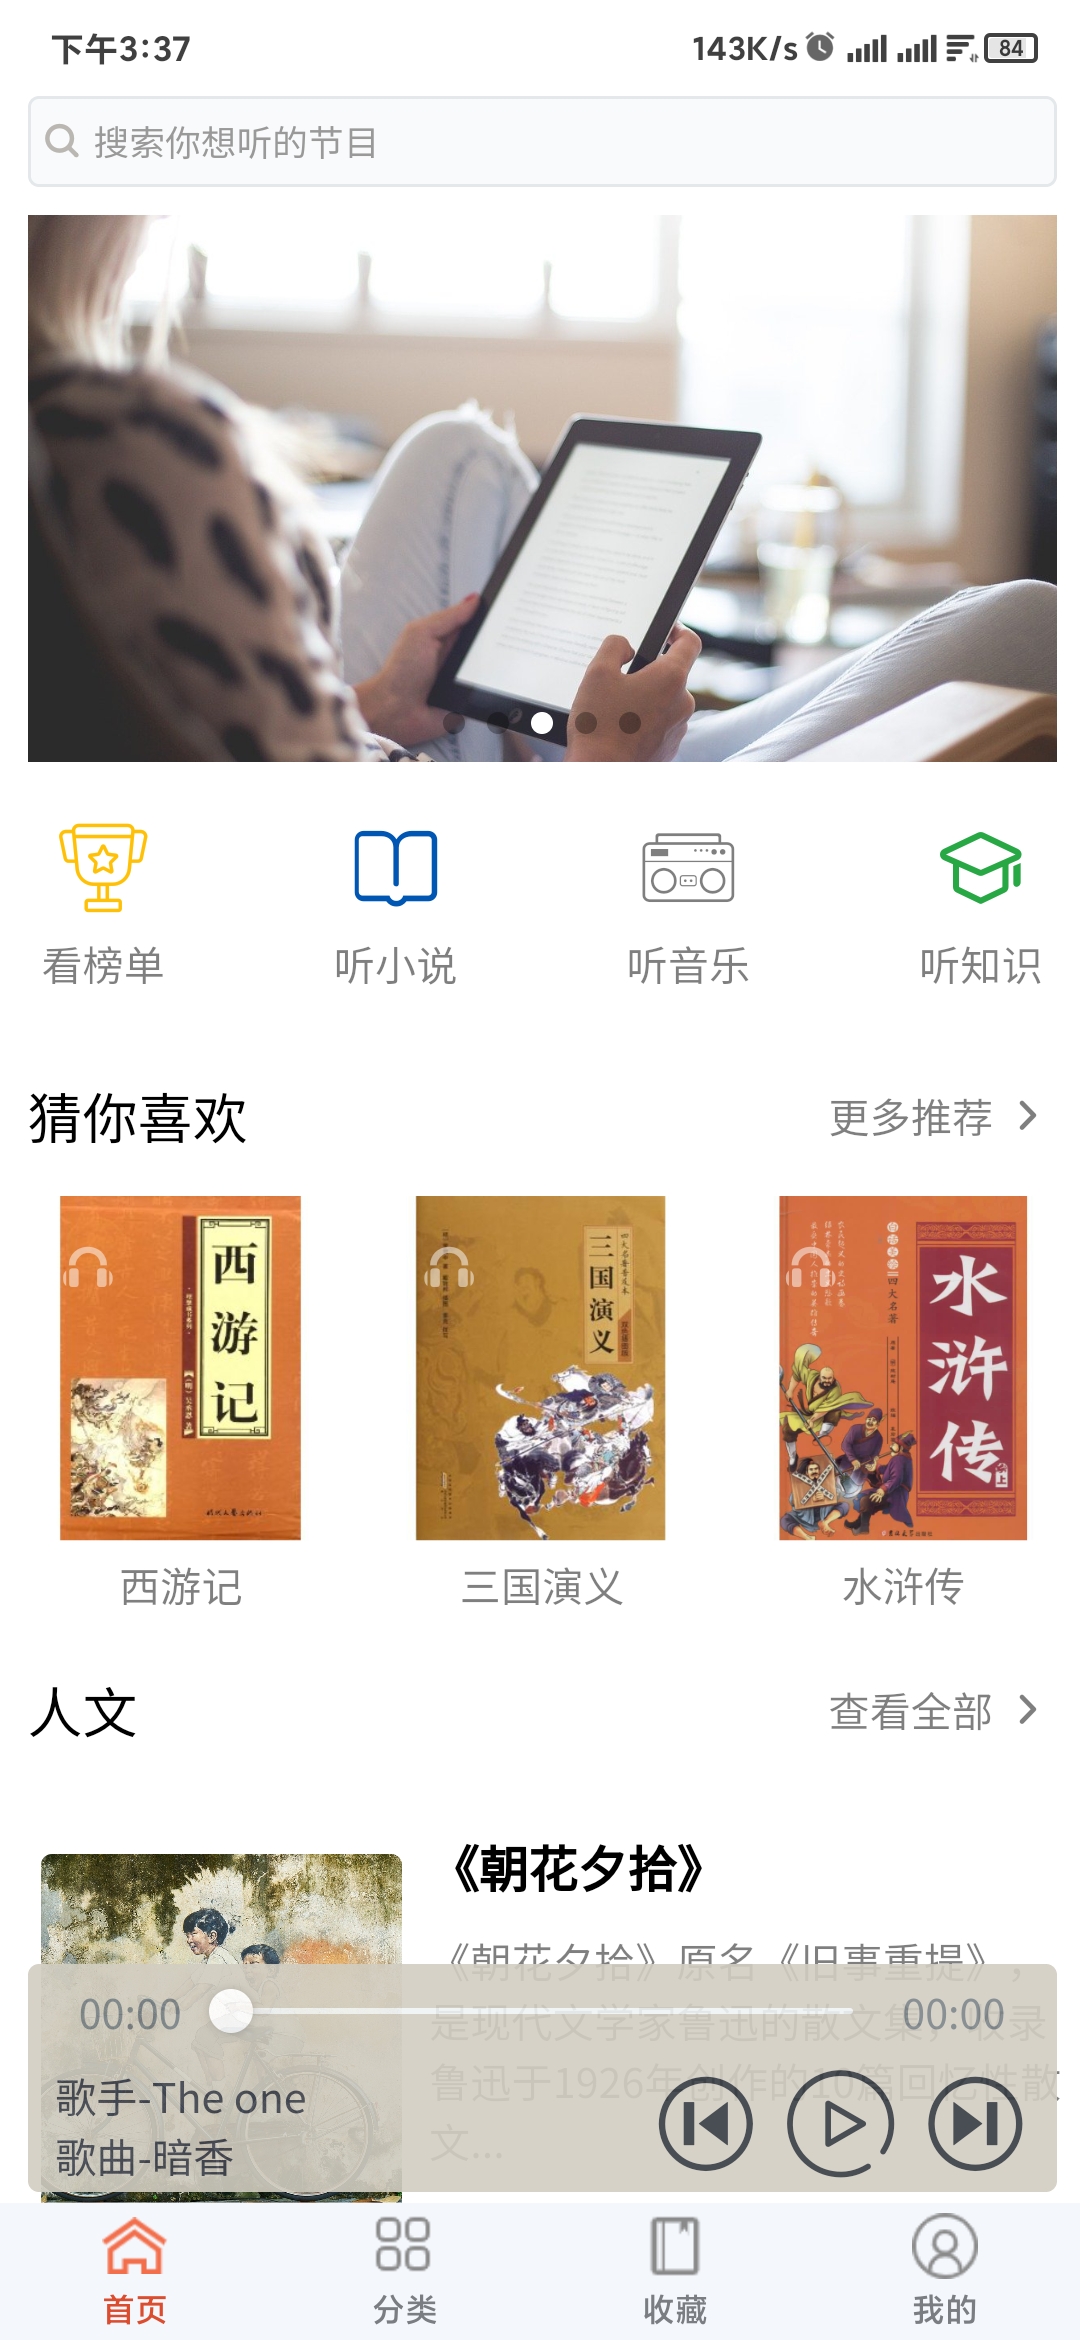 下午3:37
143K/s
84
搜索你想听的节目
看榜单
听小说
听音乐
听知识
猜你喜欢
更多推荐
西游记
三国演义
四大名著
水浒传
上
西游记
三国演义
水浒传
人文
查看全部
《朝花夕拾》
《朝花夕拾》原名《旧事重提》,
是现代文学家鲁迅的散文集,收录
鲁迅于1926年创作的10篇回忆性散
文...
00:00
00:00
歌手-The one
歌曲-暗香
首页
分类
收藏
我的